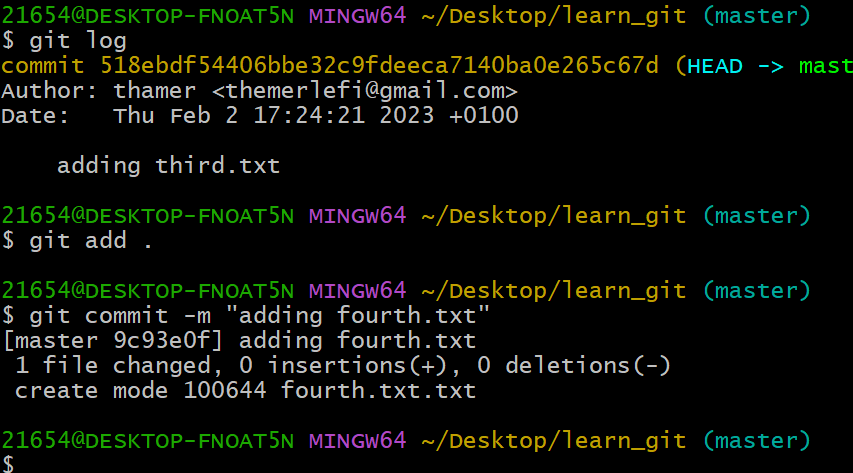 21654@DESKTOP-FNOAT5N MINGW64 ~/Desktop/learn_git (master)
$ git log
commit 518ebdf54406bbe32c9fdeeca7140ba0e265c67d (HEAD -> mast
Author: thamer <themerlefi@gmail.com>
Date:   Thu Feb 2 17:24:21 2023 +0100
    adding third.txt
21654@DESKTOP-FNOAT5N MINGW64 ~/Desktop/learn_git (master)
$ git add .
21654@DESKTOP-FNOAT5N MINGW64 ~/Desktop/learn_git (master)
$ git commit -m "adding fourth.txt"
[master 9c93e0f] adding fourth.txt
 1 file changed, 0 insertions(+), 0 deletions(-)
 create mode 100644 fourth.txt.txt
21654@DESKTOP-FNOAT5N MINGW64 ~/Desktop/learn_git (master)
$